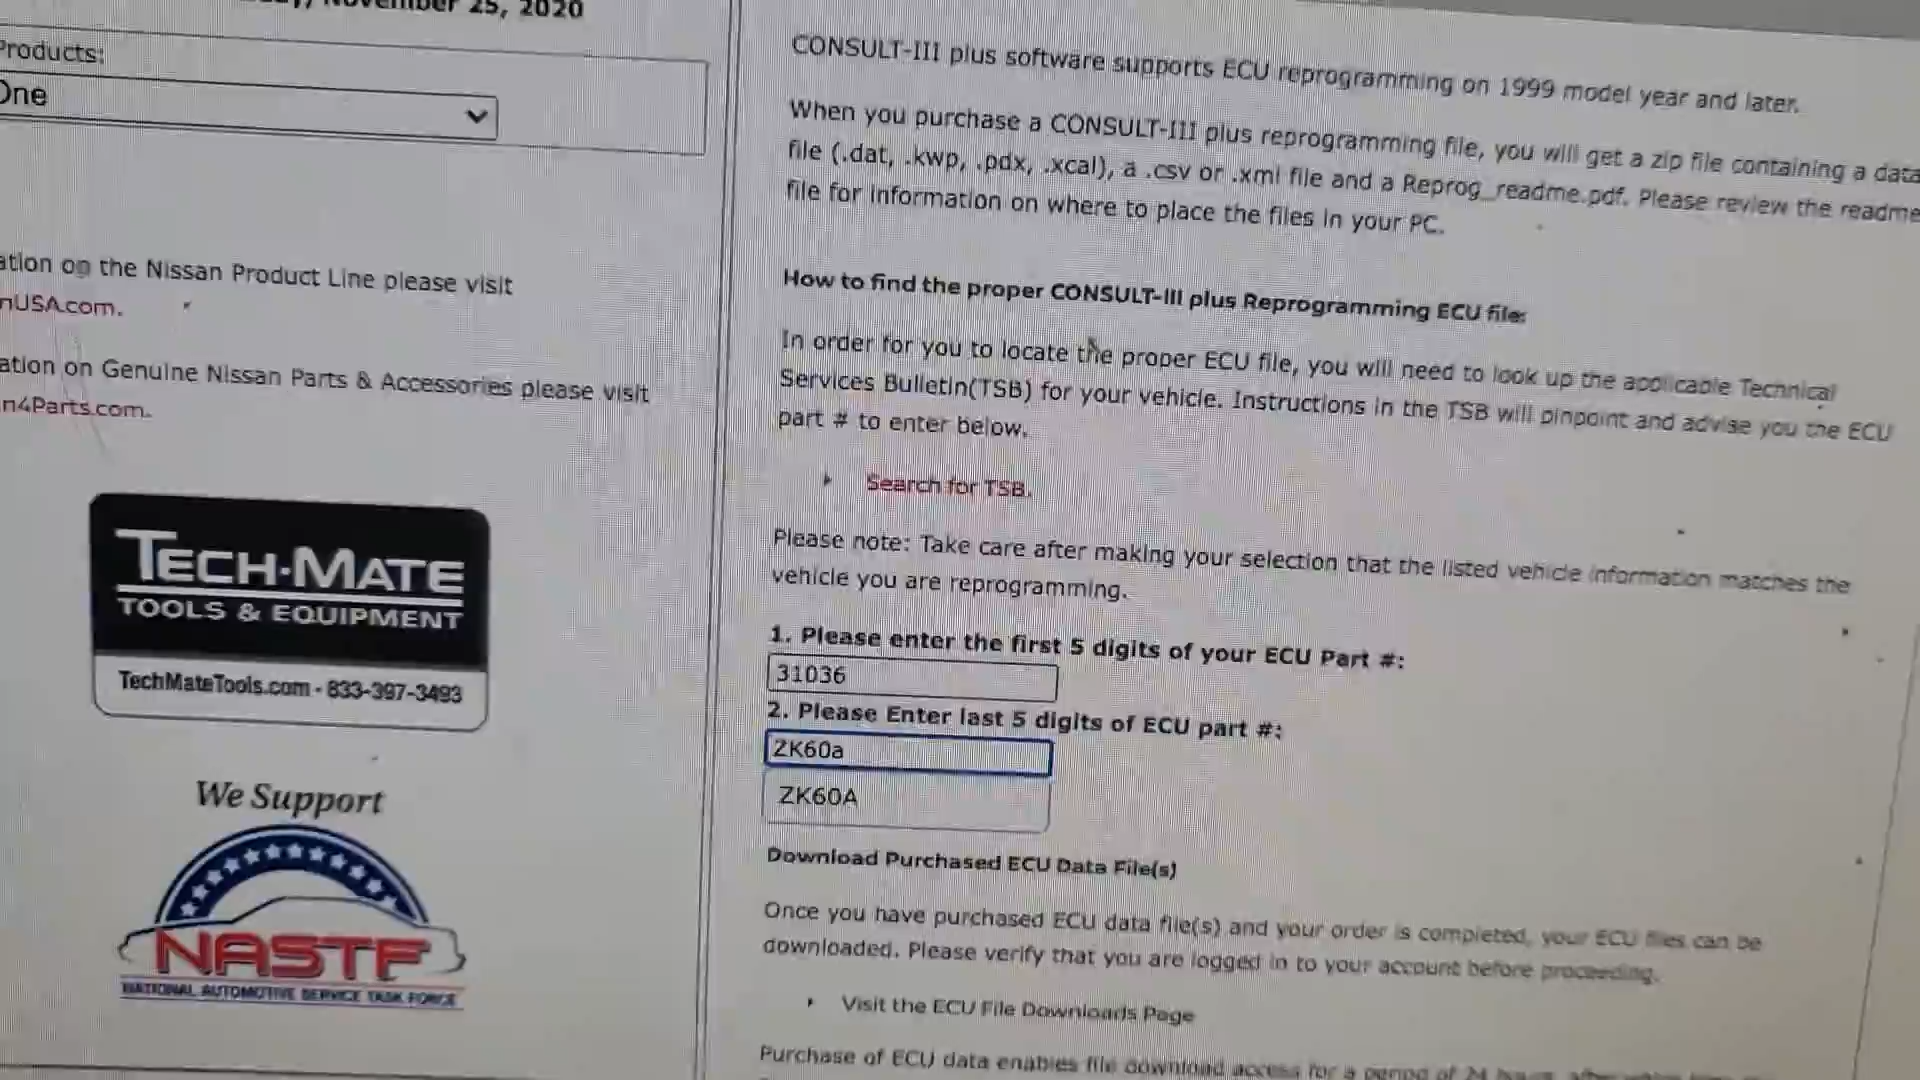 November 25, 2020
Products:
One
ation on the Nissan Product Line please visit
nUSA.com.
ation on Genuine Nissan Parts & Accessories please visit
n4Parts.com.
TECH-MATE
TOOLS & EQUIPMENT
TechMateTools.com - 833-397-3493
We Support
NASTF
NATIONAL AUTOMOTIVE SERVICE TASK FORCE
CONSULT-III plus software supports ECU reprogramming on 1999 model year and later.
When you purchase a CONSULT-III plus reprogramming file, you will get a zip file containing a data
file (.dat, .kwp, .pdx, .xcal), a .csv or .xml file and a Reprog_readme.pdf. Please review the readme
file for information on where to place the files in your PC.
How to find the proper CONSULT-III plus Reprogramming ECU file:
In order for you to locate the proper ECU file, you will need to look up the applicable Technical
Services Bulletin(TSB) for your vehicle. Instructions in the TSB will pinpoint and advise you the ECU
part # to enter below.
Search for TSB.
Please note: Take care after making your selection that the listed vehicle information matches the
vehicle you are reprogramming.
1. Please enter the first 5 digits of your ECU Part #:
31036
2. Please Enter last 5 digits of ECU part #:
ZK60a
ZK60A
Download Purchased ECU Data File(s)
Once you have purchased ECU data file(s) and your order is completed, your ECU files can be
downloaded. Please verify that you are logged in to your account before proceeding.
Visit the ECU File Downloads Page
Purchase of ECU data enables file download access for a period of 24 hours